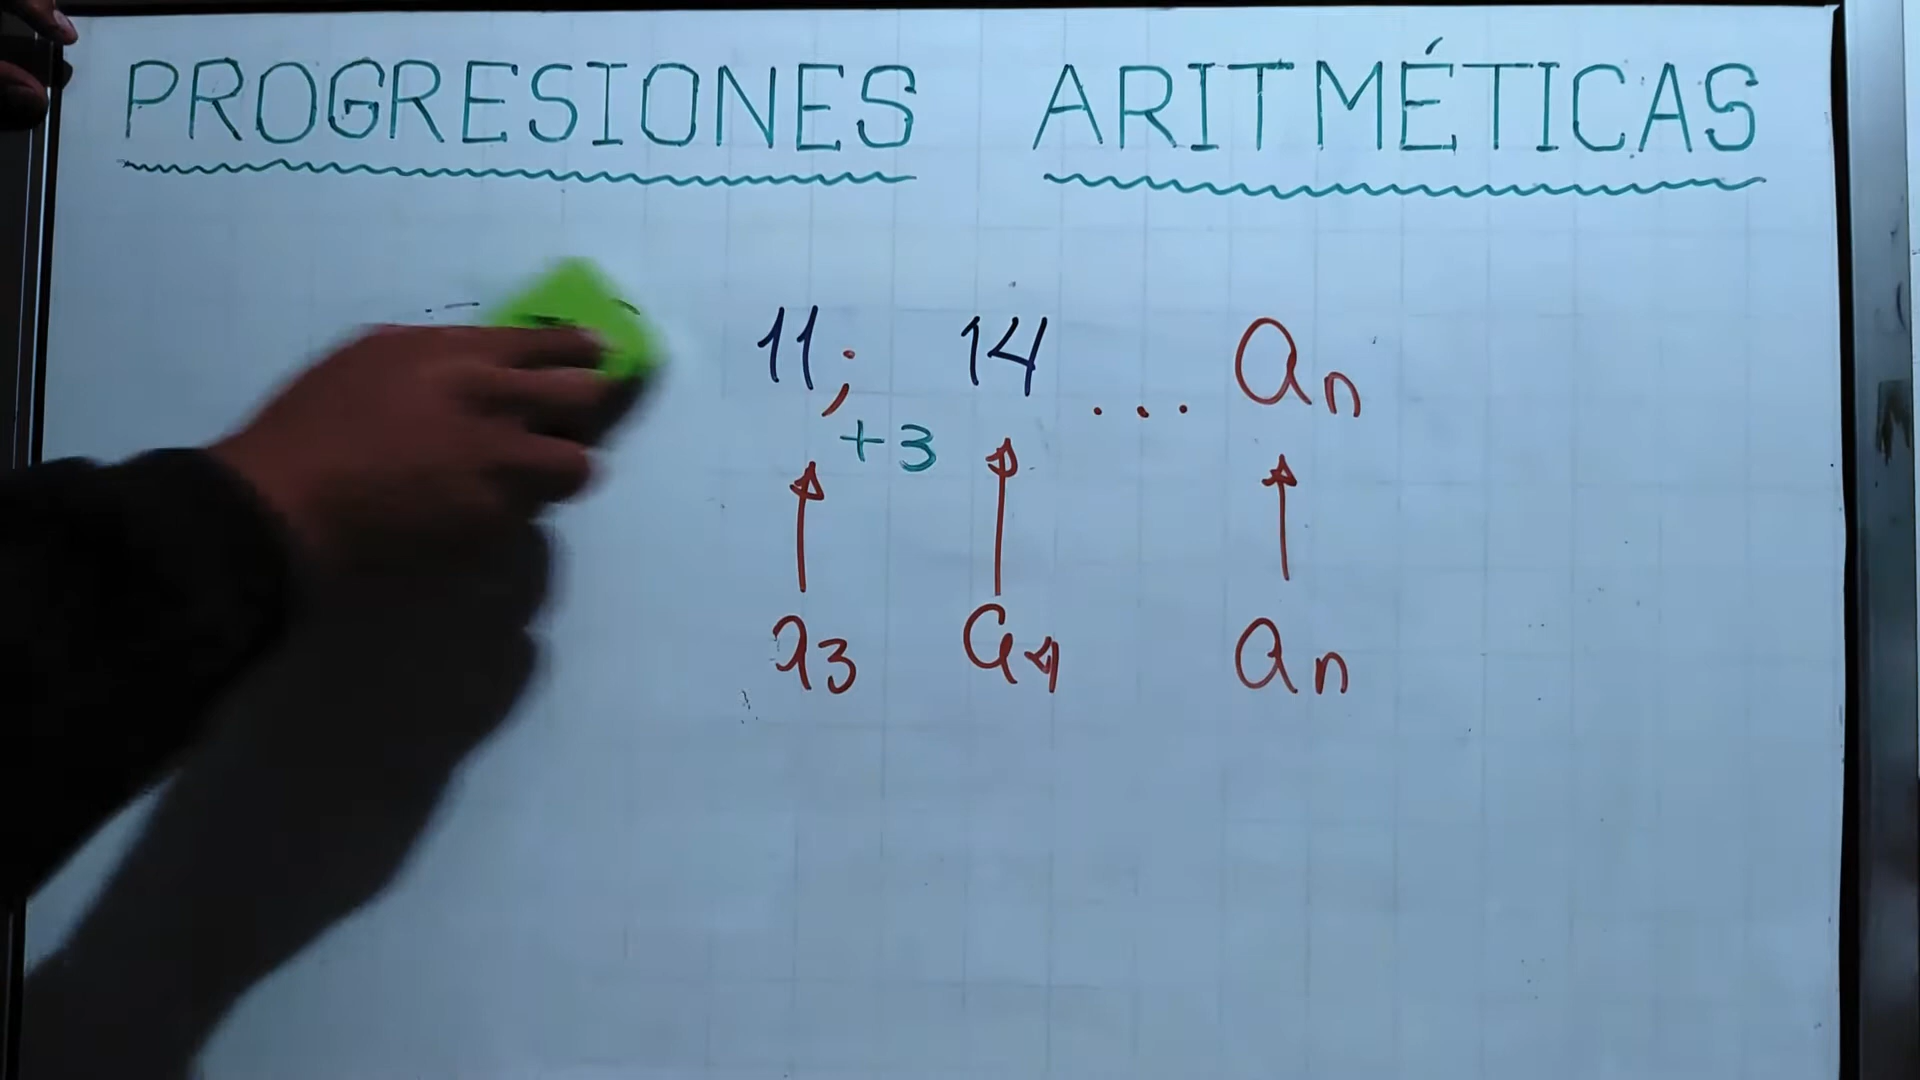 PROGRESIONES ARITMÉTICAS
11; 14 ... an
+3
a3 a4 an